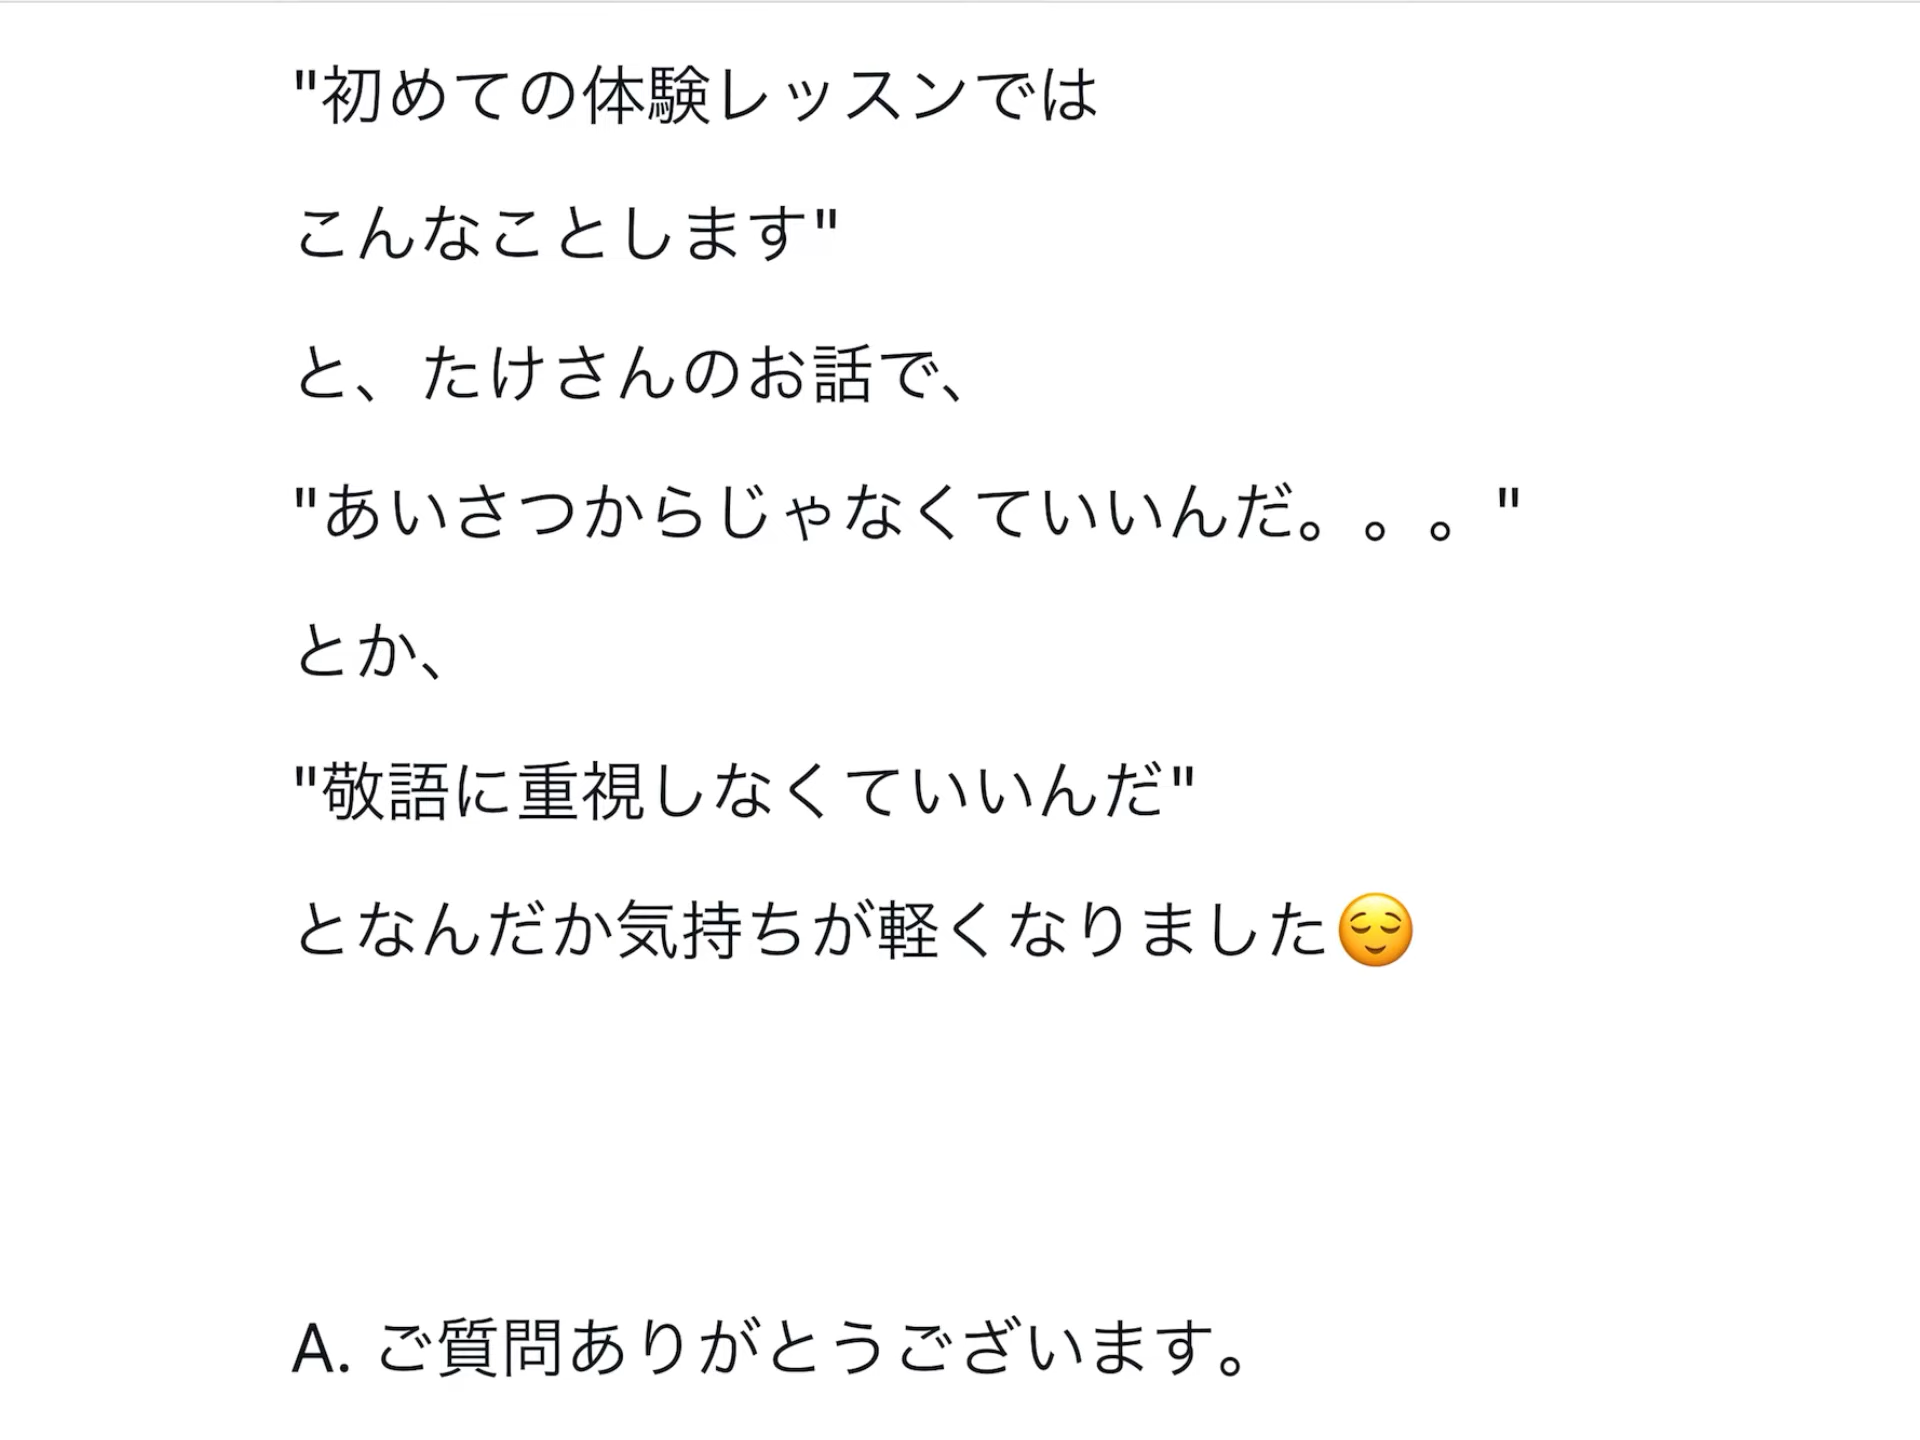 "初めての体験レッスンでは
こんなことします"
と、たけさんのお話で、
"あいさつからじゃなくていいんだ。。。"
とか、
"敬語に重視しなくていいんだ"
となんだか気持ちが軽くなりました😌
A. ご質問ありがとうございます。